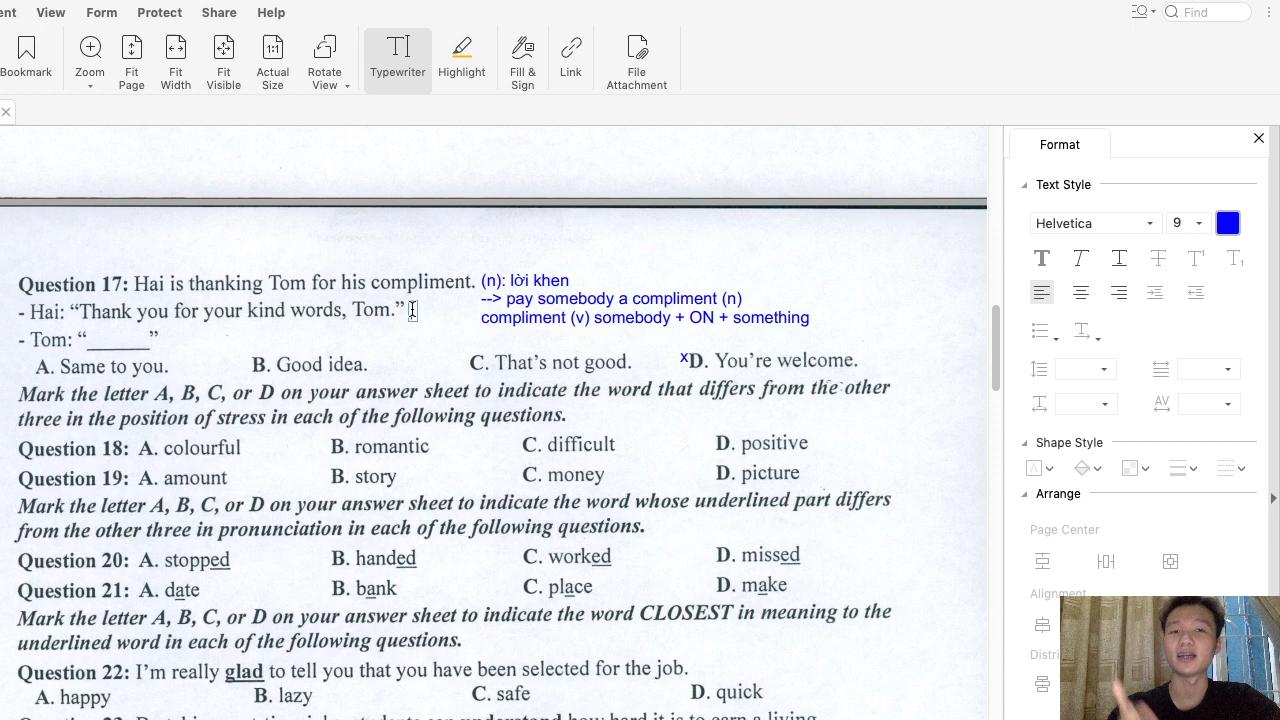 ent View Form Protect Share Help
Find
Bookmark
Zoom
Fit Page
Fit Width
Fit Visible
Actual Size
Rotate View
Typewriter
Highlight
Fill & Sign
Link
File Attachment
Format
Text Style
Helvetica 9
Shape Style
Arrange
Page Center
Alignment
Distri
Question 17: Hai is thanking Tom for his compliment. (n): lời khen
--> pay somebody a compliment (n)
- Hai: “Thank you for your kind words, Tom.”
compliment (v) somebody + ON + something
- Tom: “______”
A. Same to you. B. Good idea. C. That’s not good. xD. You’re welcome.
Mark the letter A, B, C, or D on your answer sheet to indicate the word that differs from the other
three in the position of stress in each of the following questions.
Question 18: A. colourful B. romantic C. difficult D. positive
Question 19: A. amount B. story C. money D. picture
Mark the letter A, B, C, or D on your answer sheet to indicate the word whose underlined part differs
from the other three in pronunciation in each of the following questions.
Question 20: A. stopped B. handed C. worked D. missed
Question 21: A. date B. bank C. place D. make
Mark the letter A, B, C, or D on your answer sheet to indicate the word CLOSEST in meaning to the
underlined word in each of the following questions.
Question 22: I’m really glad to tell you that you have been selected for the job.
A. happy B. lazy C. safe D. quick